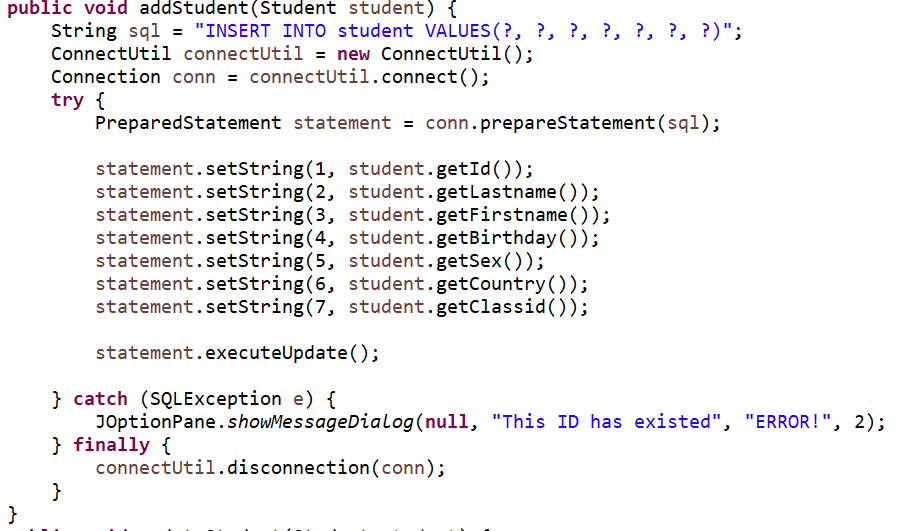 public void addStudent(Student student) {
    String sql = "INSERT INTO student VALUES(?, ?, ?, ?, ?, ?, ?)";
    ConnectUtil connectUtil = new ConnectUtil();
    Connection conn = connectUtil.connect();
    try {
        PreparedStatement statement = conn.prepareStatement(sql);

        statement.setString(1, student.getId());
        statement.setString(2, student.getLastname());
        statement.setString(3, student.getFirstname());
        statement.setString(4, student.getBirthday());
        statement.setString(5, student.getSex());
        statement.setString(6, student.getCountry());
        statement.setString(7, student.getClassid());

        statement.executeUpdate();

    } catch (SQLException e) {
        JOptionPane.showMessageDialog(null, "This ID has existed", "ERROR!", 2);
    } finally {
        connectUtil.disconnection(conn);
    }
}